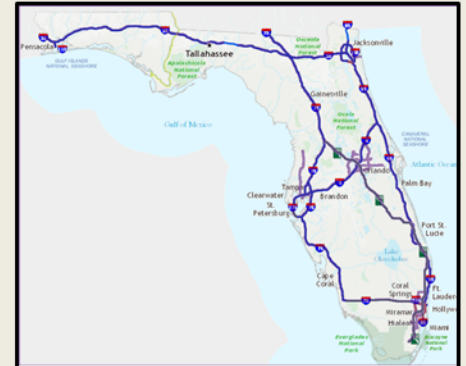 Pensacola
GULF ISLANDS
NATIONAL SEASHORE
Tallahassee
Apalachicola
National
Forest
Osceola
National
Forest
Jacksonville
Gainesville
Ocala
National
Forest
CANAVERAL
NATIONAL
SEASHORE
Gulf of Mexico
Atlantic Ocean
Orlando
Tampa
Clearwater
St.
Petersburg
Brandon
Palm Bay
Port St.
Lucie
Lake
Okeechobee
Cape
Coral
Coral
Springs
Ft.
Lauder
Hollyw
Miramar
Hialeah
Miami
Everglades
National
Park
Biscayne
National
Park